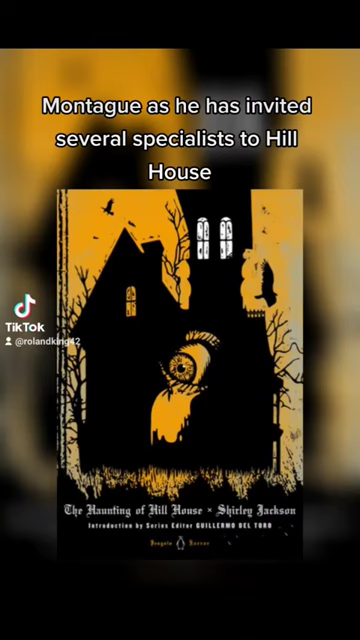 Montague as he has invited
several specialists to Hill
House
TikTok
@rolandking42
The Haunting of Hill House × Shirley Jackson
Introduction by Series Editor GUILLERMO DEL TORO
Penguin Horror